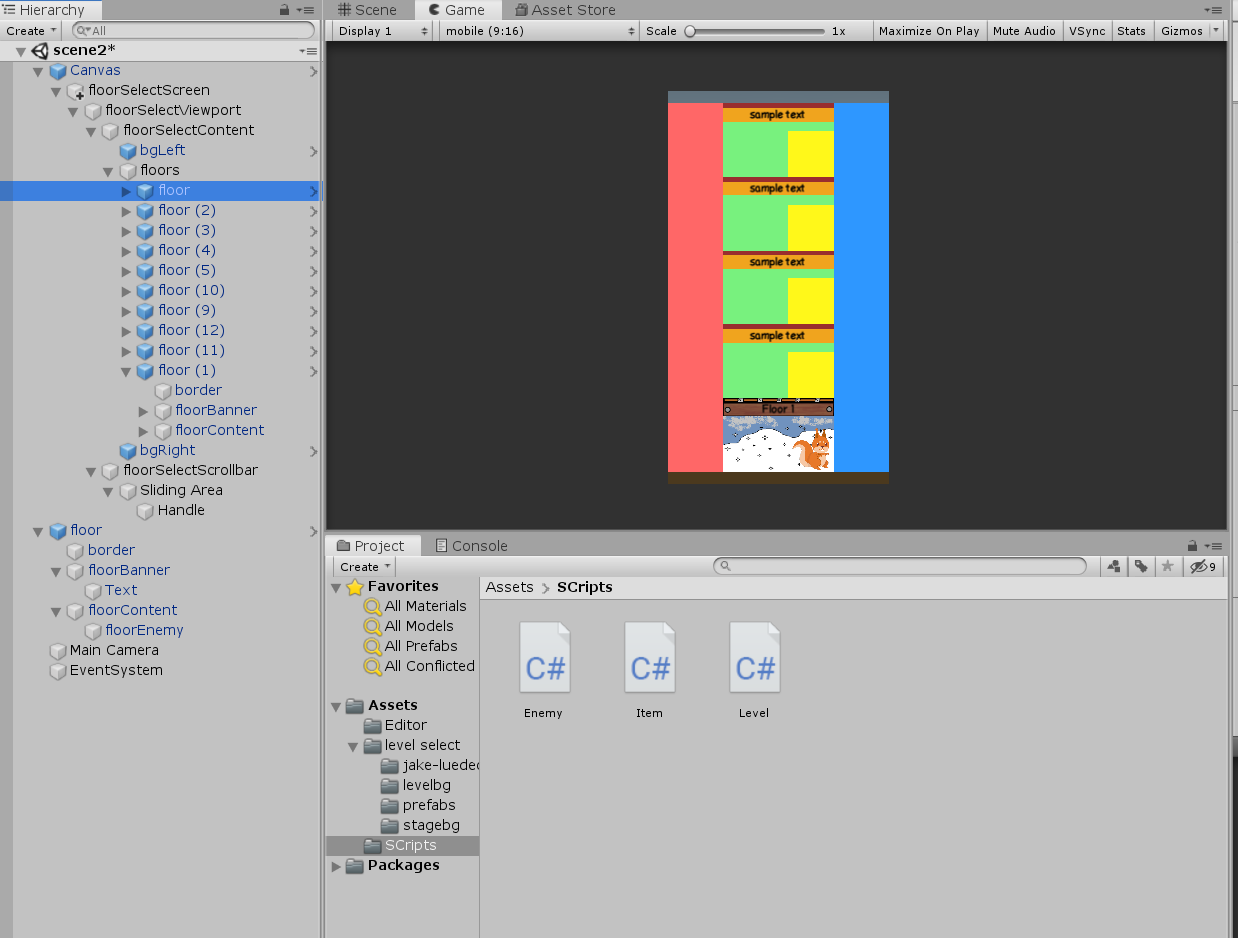 Hierarchy
Create
All
scene2*
Canvas
floorSelectScreen
floorSelectViewport
floorSelectContent
bgLeft
floors
floor
floor (2)
floor (3)
floor (4)
floor (5)
floor (10)
floor (9)
floor (12)
floor (11)
floor (1)
border
floorBanner
floorContent
bgRight
floorSelectScrollbar
Sliding Area
Handle
floor
border
floorBanner
Text
floorContent
floorEnemy
Main Camera
EventSystem
Scene Game Asset Store
Display 1 mobile (9:16) Scale 1x Maximize On Play Mute Audio VSync Stats Gizmos
sample text
sample text
sample text
sample text
Floor 1
Project Console
Create 9
Favorites
All Materials
All Models
All Prefabs
All Conflicted
Assets
Editor
level select
jake-luede
levelbg
prefabs
stagebg
SCripts
Packages
Assets SCripts
C# C# C#
Enemy Item Level